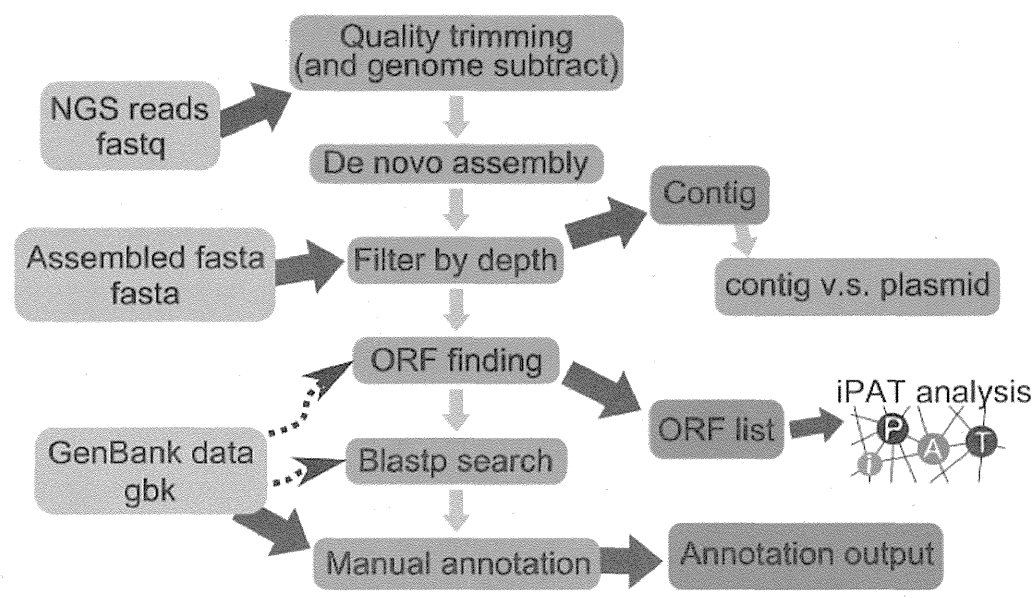 Quality trimming
(and genome subtract)
NGS reads
fastq
De novo assembly
Contig
Assembled fasta
fasta
Filter by depth
contig v.s. plasmid
ORF finding
iPAT analysis
i P A T
ORF list
GenBank data
gbk
Blastp search
Manual annotation
Annotation output